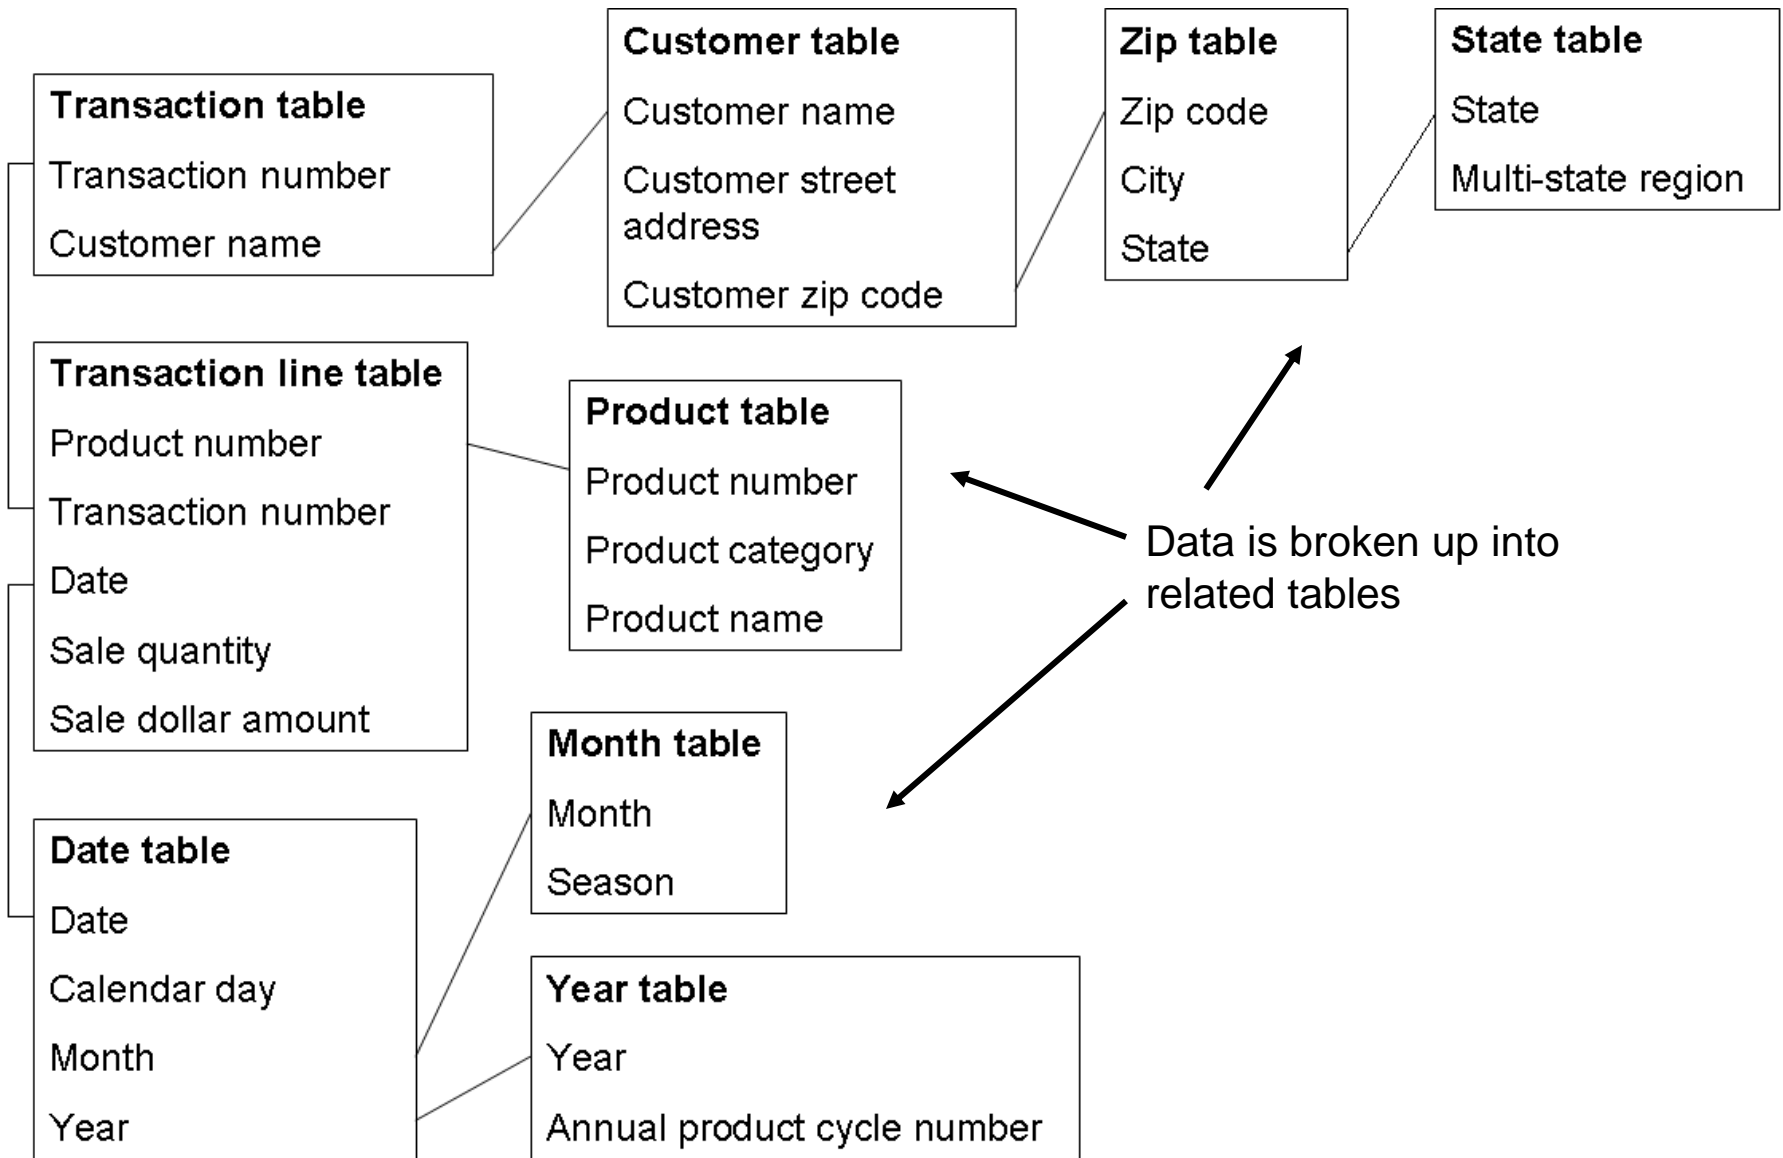 Transaction table
Transaction number
Customer name
Customer table
Customer name
Customer street
address
Customer zip code
Zip table
Zip code
City
State
State table
State
Multi-state region
Transaction line table
Product number
Transaction number
Date
Sale quantity
Sale dollar amount
Product table
Product number
Product category
Product name
Data is broken up into
related tables
Date table
Date
Calendar day
Month
Year
Month table
Month
Season
Year table
Year
Annual product cycle number